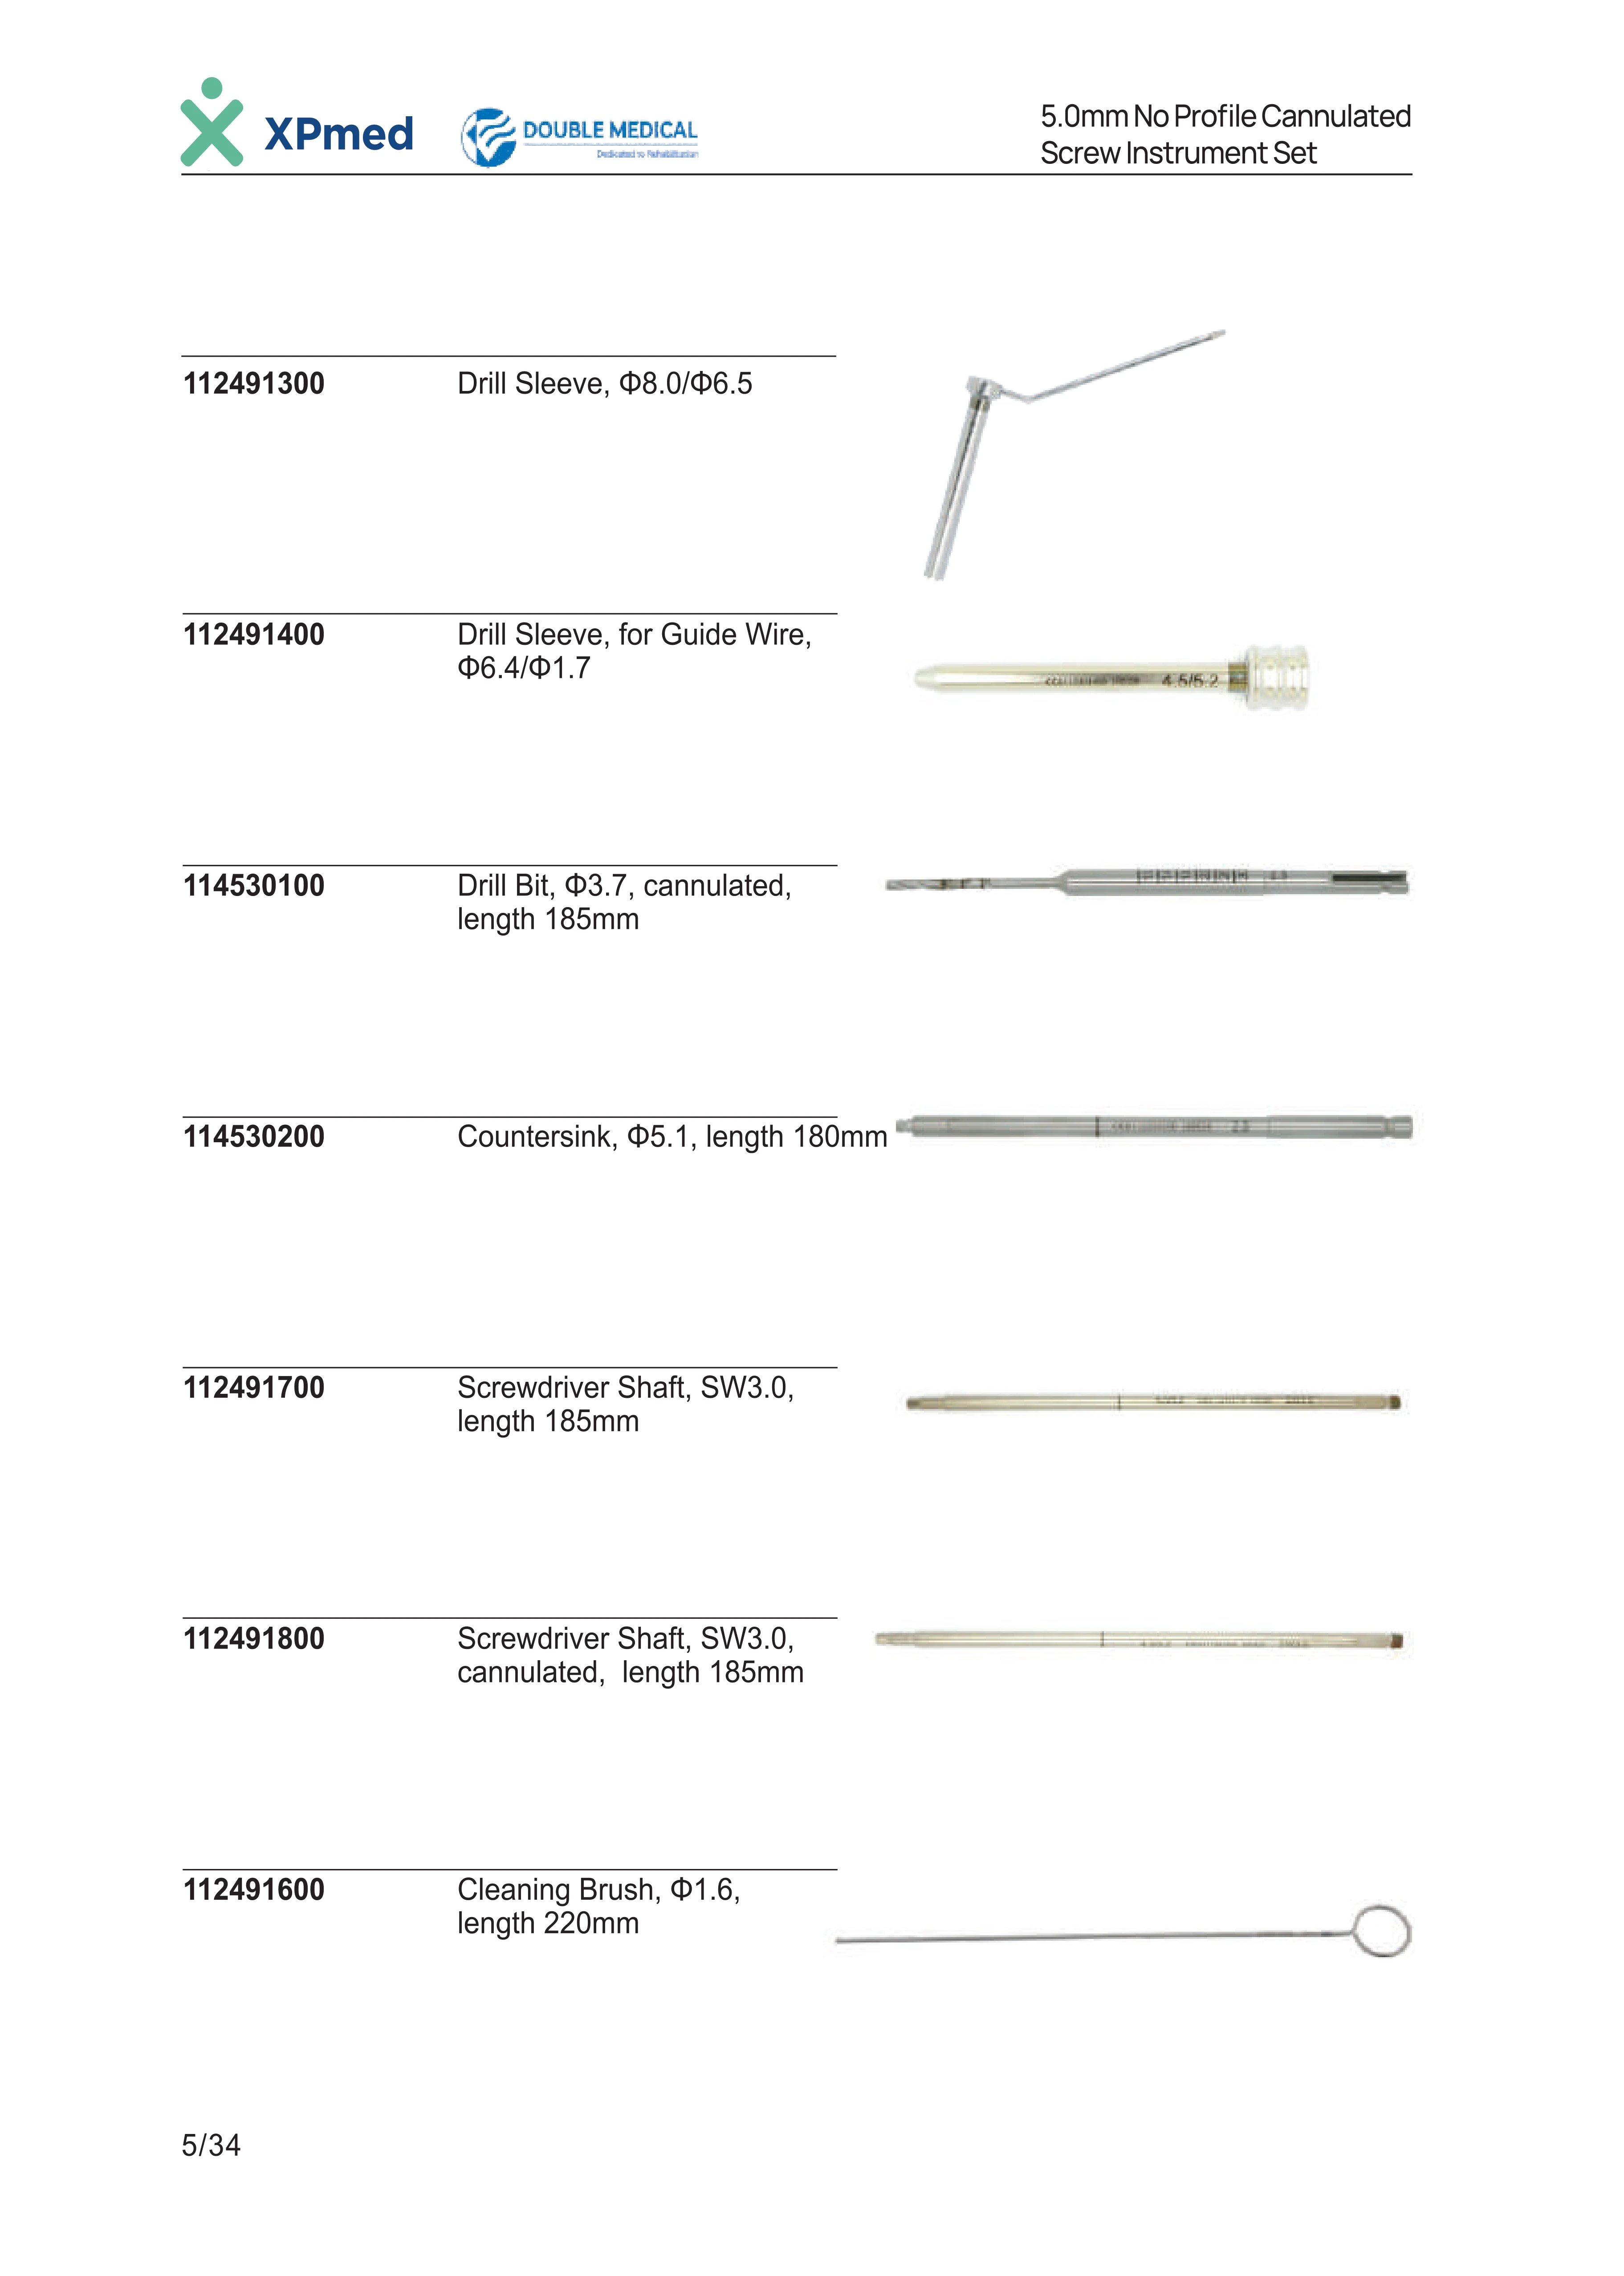 XPmed
DOUBLE MEDICAL
Dedicated to Rehabilitation
5.0mm No Profile Cannulated
Screw Instrument Set
112491300 Drill Sleeve, Φ8.0/Φ6.5
112491400 Drill Sleeve, for Guide Wire,
Φ6.4/Φ1.7
4.5/5.2
114530100 Drill Bit, Φ3.7, cannulated,
length 185mm
114530200 Countersink, Φ5.1, length 180mm
112491700 Screwdriver Shaft, SW3.0,
length 185mm
112491800 Screwdriver Shaft, SW3.0,
cannulated, length 185mm
112491600 Cleaning Brush, Φ1.6,
length 220mm
5/34